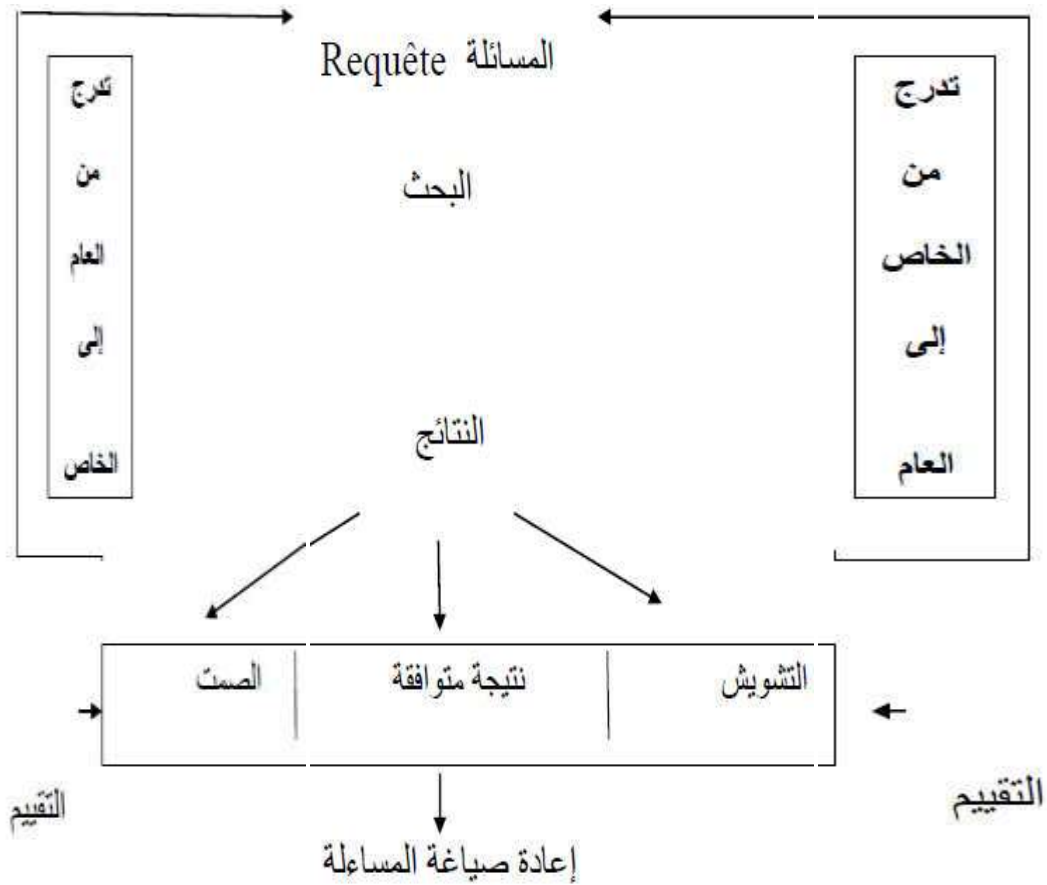 المسائلة Requête
تدرج
من
الخاص
إلى
العام
البحث
النتائج
تدرج
من
العام
إلى
الخاص
التشويش
نتيجة متوافقة
الصمت
التقييم
التقييم
إعادة صياغة المساءلة